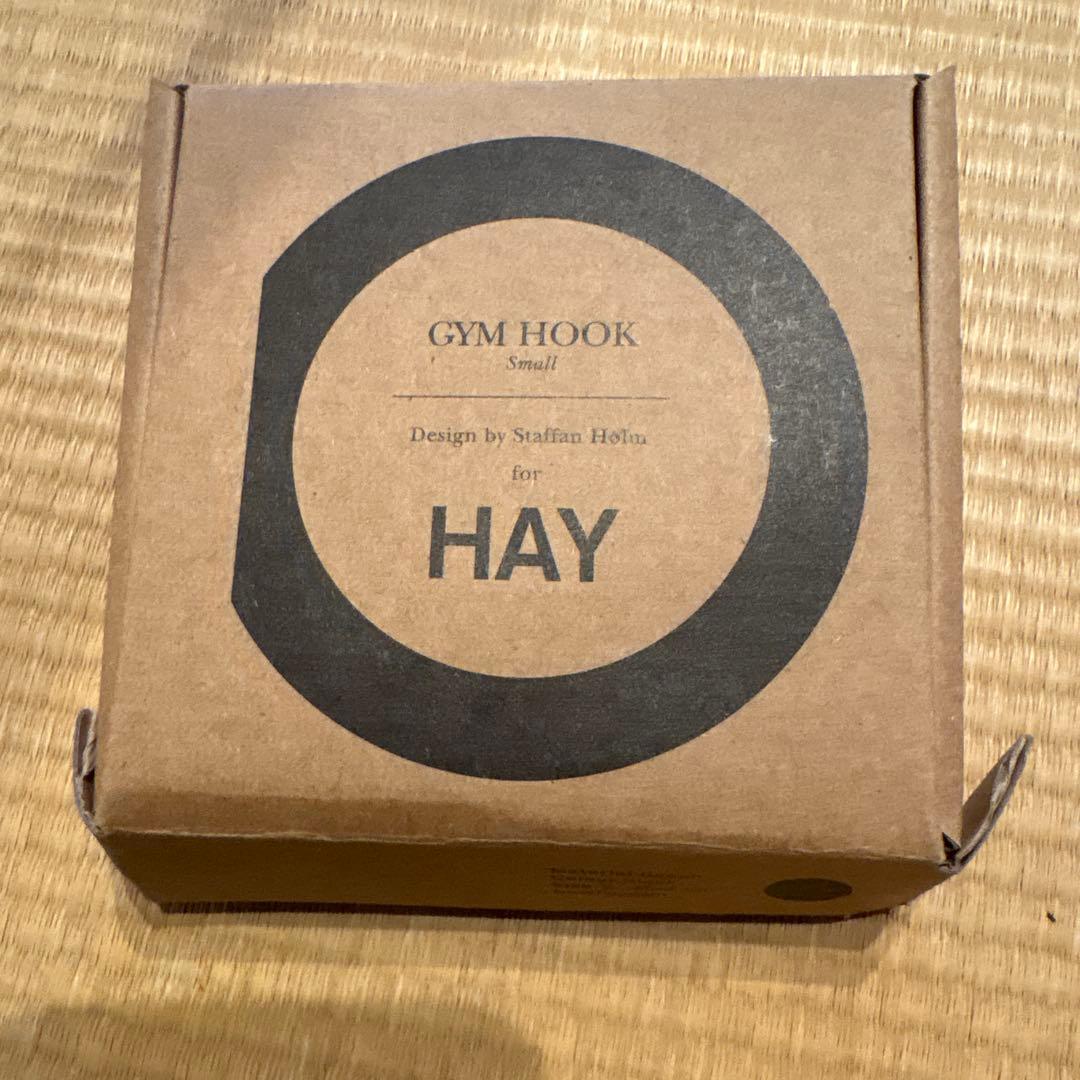 GYM HOOK
Small
Design by Staffan Holm
for
HAY